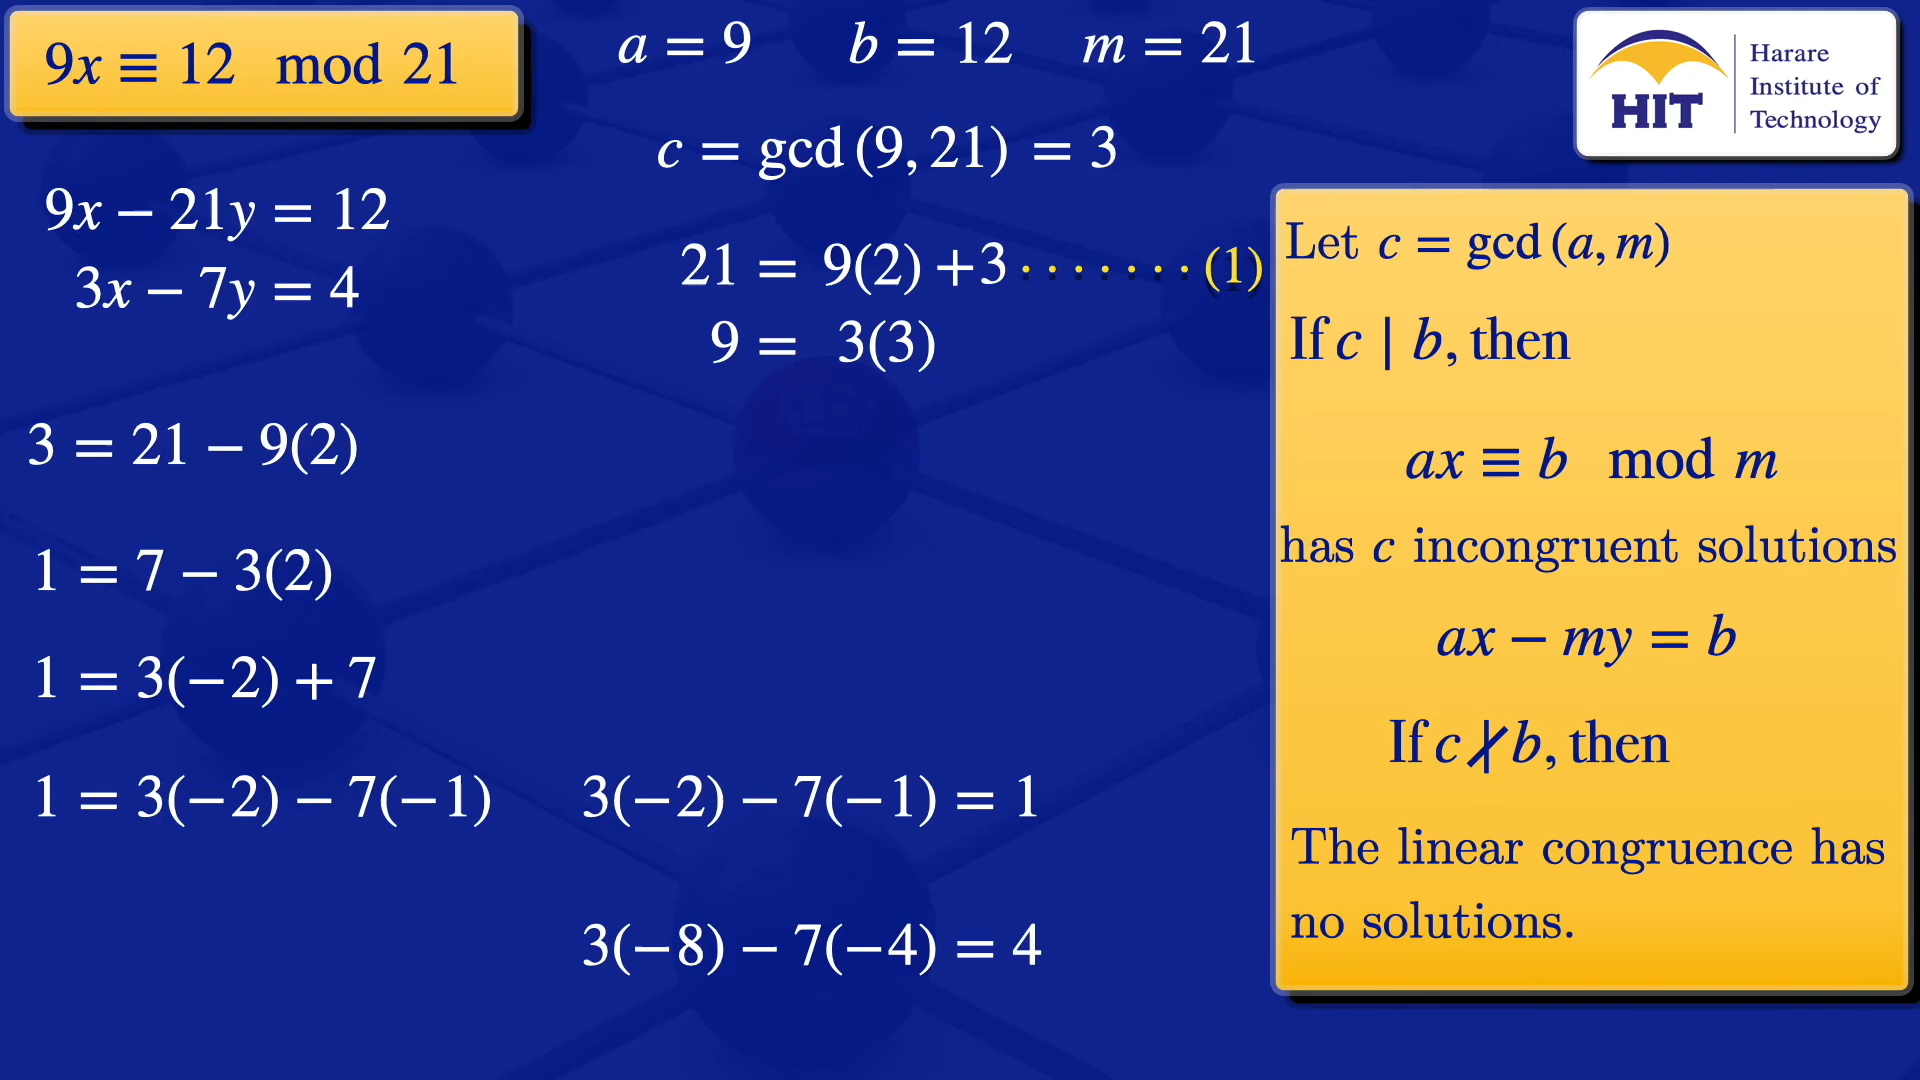 9x ≡ 12 mod 21
a = 9 b = 12 m = 21
c = gcd (9, 21) = 3
9x − 21y = 12
3x − 7y = 4
21 = 9(2) +3 · · · · · · · (1)
9 = 3(3)
3 = 21 − 9(2)
1 = 7 − 3(2)
1 = 3(−2) + 7
1 = 3(−2) − 7(−1)
3(−2) − 7(−1) = 1
3(−8) − 7(−4) = 4
HIT
Harare
Institute of
Technology
Let c = gcd (a, m)
If c | b, then
ax ≡ b mod m
has c incongruent solutions
ax − my = b
If c ∤ b, then
The linear congruence has
no solutions.